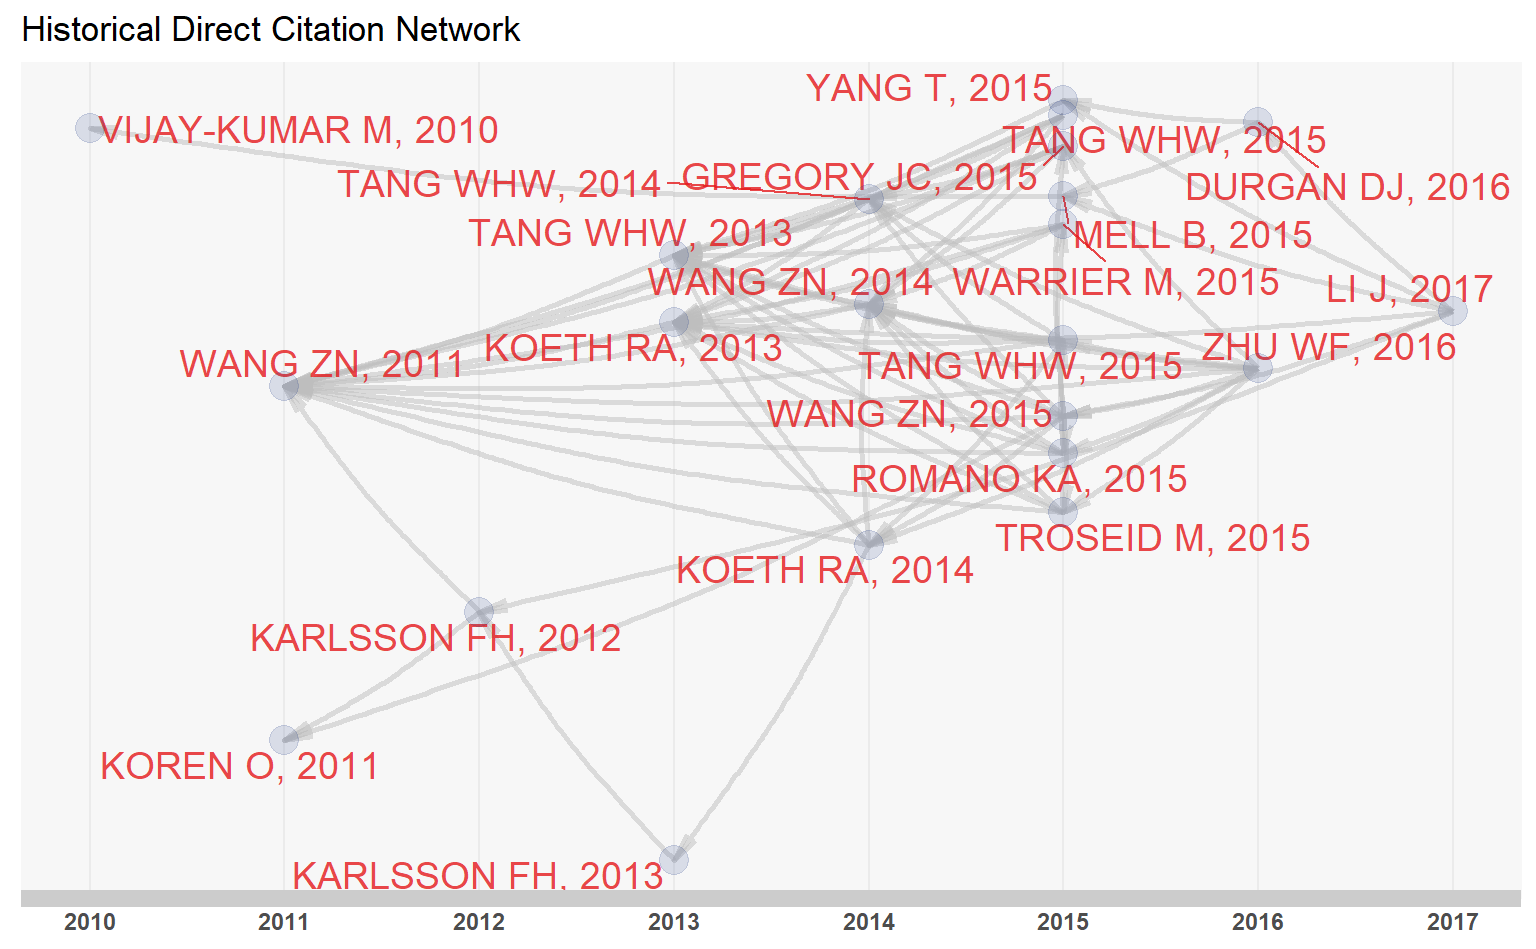 Historical Direct Citation Network
YANG T, 2015
VIJAY-KUMAR M, 2010
TANG WHW, 2015
TANG WHW, 2014
GREGORY JC, 2015
DURGAN DJ, 2016
TANG WHW, 2013
MELL B, 2015
WANG ZN, 2014
WARRIER M, 2015
LI J, 2017
KOETH RA, 2013
ZHU WF, 2016
WANG ZN, 2011
TANG WHW, 2015
WANG ZN, 2015
ROMANO KA, 2015
TROSEID M, 2015
KOETH RA, 2014
KARLSSON FH, 2012
KOREN O, 2011
KARLSSON FH, 2013
2010 2011 2012 2013 2014 2015 2016 2017